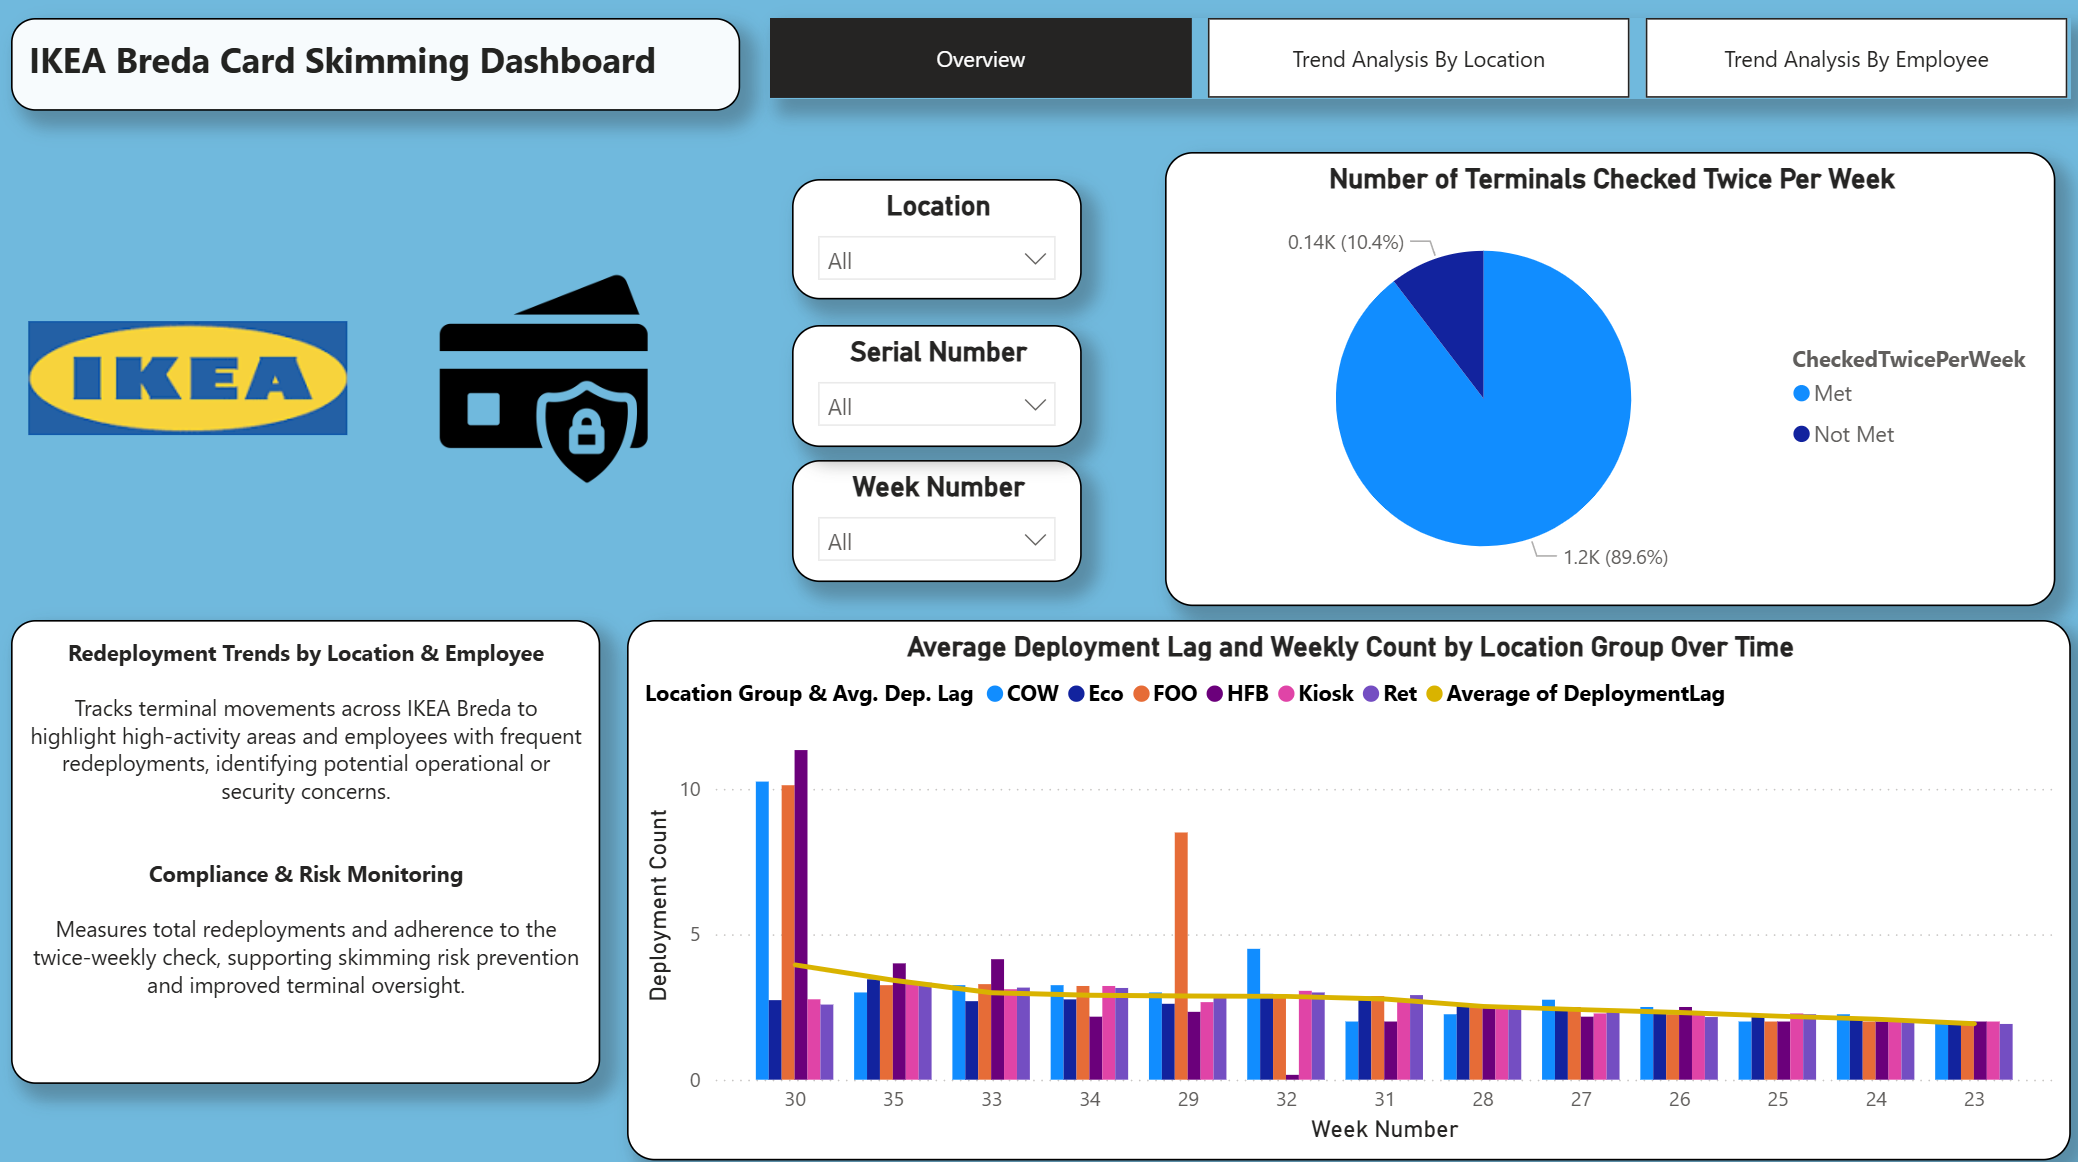 IKEA Breda Card Skimming Dashboard
Overview
Trend Analysis By Location
Trend Analysis By Employee
IKEA
Location
All
Serial Number
All
Week Number
All
Number of Terminals Checked Twice Per Week
0.14K (10.4%)
1.2K (89.6%)
CheckedTwicePerWeek
Met
Not Met
Redeployment Trends by Location & Employee
Tracks terminal movements across IKEA Breda to
highlight high-activity areas and employees with frequent
redeployments, identifying potential operational or
security concerns.
Compliance & Risk Monitoring
Measures total redeployments and adherence to the
twice-weekly check, supporting skimming risk prevention
and improved terminal oversight.
Average Deployment Lag and Weekly Count by Location Group Over Time
Location Group & Avg. Dep. Lag COW Eco FOO HFB Kiosk Ret Average of DeploymentLag
Deployment Count
10
5
0
30 35 33 34 29 32 31 28 27 26 25 24 23
Week Number